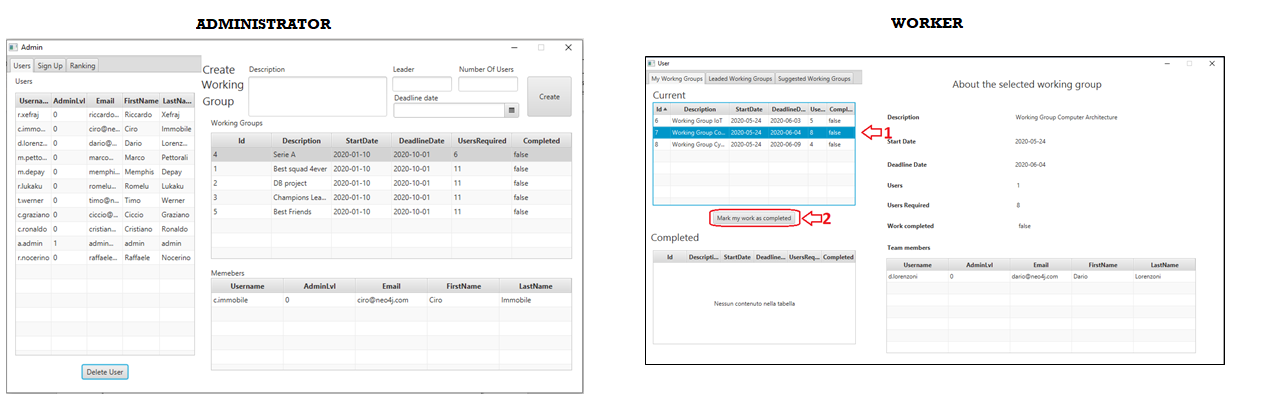 ADMINISTRATOR
Admin
Users Sign Up Ranking
Users
Userna... AdminLvl Email FirstName LastNa...
r.xefraj 0 riccardo... Riccardo Xefraj
c.immo... 0 ciro@ne... Ciro Immobile
d.lorenz... 0 dario@... Dario Lorenz...
m.petto... 0 marco... Marco Pettorali
m.depay 0 memphi... Memphis Depay
r.lukaku 0 romelu... Romelu Lukaku
t.werner 0 timo@n... Timo Werner
c.graziano 0 ciccio@... Ciccio Graziano
c.ronaldo 0 cristian... Cristiano Ronaldo
a.admin 1 admin... admin admin
r.nocerino 0 raffaele... Raffaele Nocerino
Delete User
Create Working Group
Description
Leader
Number Of Users
Deadline date
Create
Working Groups
Id Description StartDate DeadlineDate UsersRequired Completed
4 Serie A 2020-01-10 2020-10-01 6 false
1 Best squad 4ever 2020-01-10 2020-10-01 11 false
2 DB project 2020-01-10 2020-10-01 11 false
3 Champions Lea... 2020-01-10 2020-10-01 11 false
5 Best Friends 2020-01-10 2020-10-01 11 false
Memebers
Username AdminLvl Email FirstName LastName
c.immobile 0 ciro@neo4j.com Ciro Immobile
WORKER
User
My Working Groups Leaded Working Groups Suggested Working Groups
Current
Id Description StartDate DeadlineD... Use... Compl...
6 Working Group IoT 2020-05-24 2020-06-03 5 false
7 Working Group Co... 2020-05-24 2020-06-04 8 false
8 Working Group Cy... 2020-05-24 2020-06-09 4 false
1
Mark my work as completed
2
Completed
Id Descripti... StartDate Deadline... UsersReq... Completed
Nessun contenuto nella tabella
About the selected working group
Description Working Group Computer Architecture
Start Date 2020-05-24
Deadline Date 2020-06-04
Users 1
Users Required 8
Work completed false
Team members
Username AdminLvl Email FirstName LastName
d.lorenzoni 0 dario@neo4j.com Dario Lorenzoni